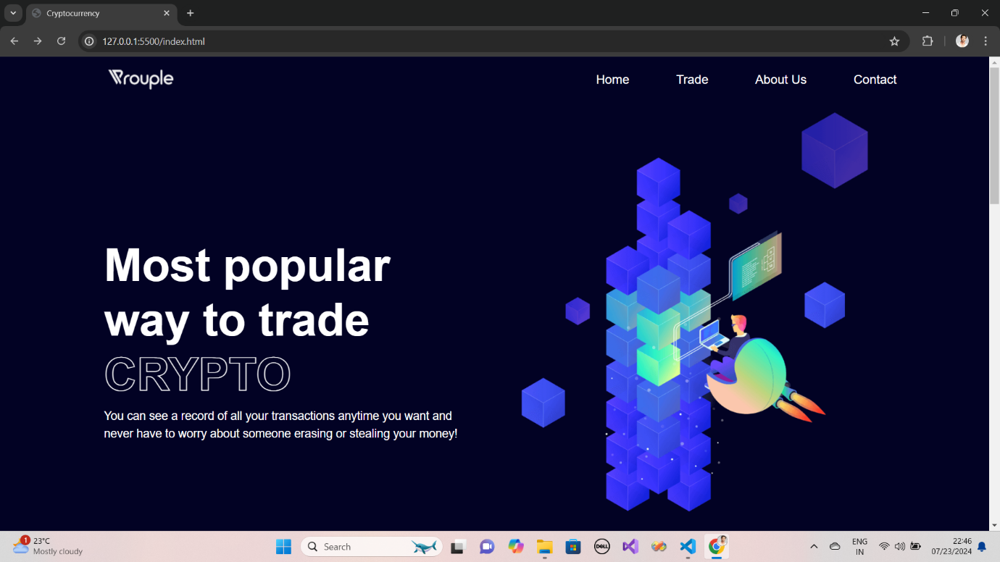 Cryptocurrency
127.0.0.1:5500/index.html
Prouple
Home Trade About Us Contact
Most popular
way to trade
CRYPTO
You can see a record of all your transactions anytime you want and
never have to worry about someone erasing or stealing your money!
1
23°C
Mostly cloudy
Search
DELL
ENG
IN
22:46
07/23/2024